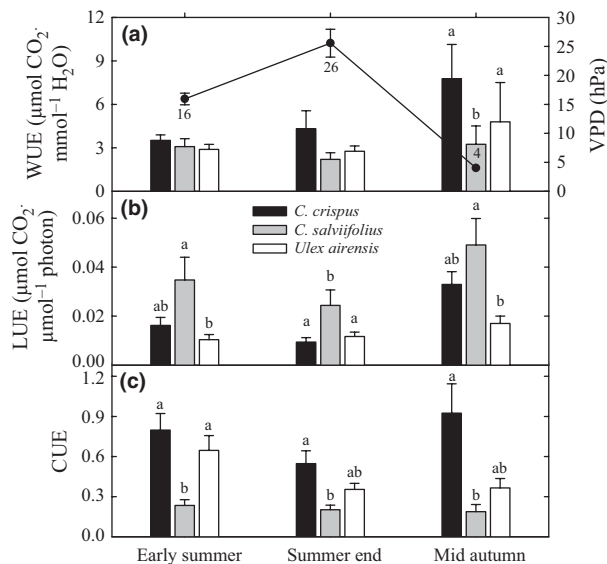 12
30
(a)
a
25
9
26
20
a
6
16
15
b
10
3
4
5
0
0
WUE (µmol CO₂·
mmol⁻¹ H₂O)
VPD (hPa)
(b)
C. crispus
C. salviifolius
Ulex airensis
0.06
a
a
0.04
ab
b
ab
0.02
b
a
a
b
0.00
LUE (µmol CO₂·
µmol⁻¹ photon)
(c)
1.2
a
a
0.9
a
a
0.6
ab
ab
0.3
b
b
b
0.0
CUE
Early summer
Summer end
Mid autumn